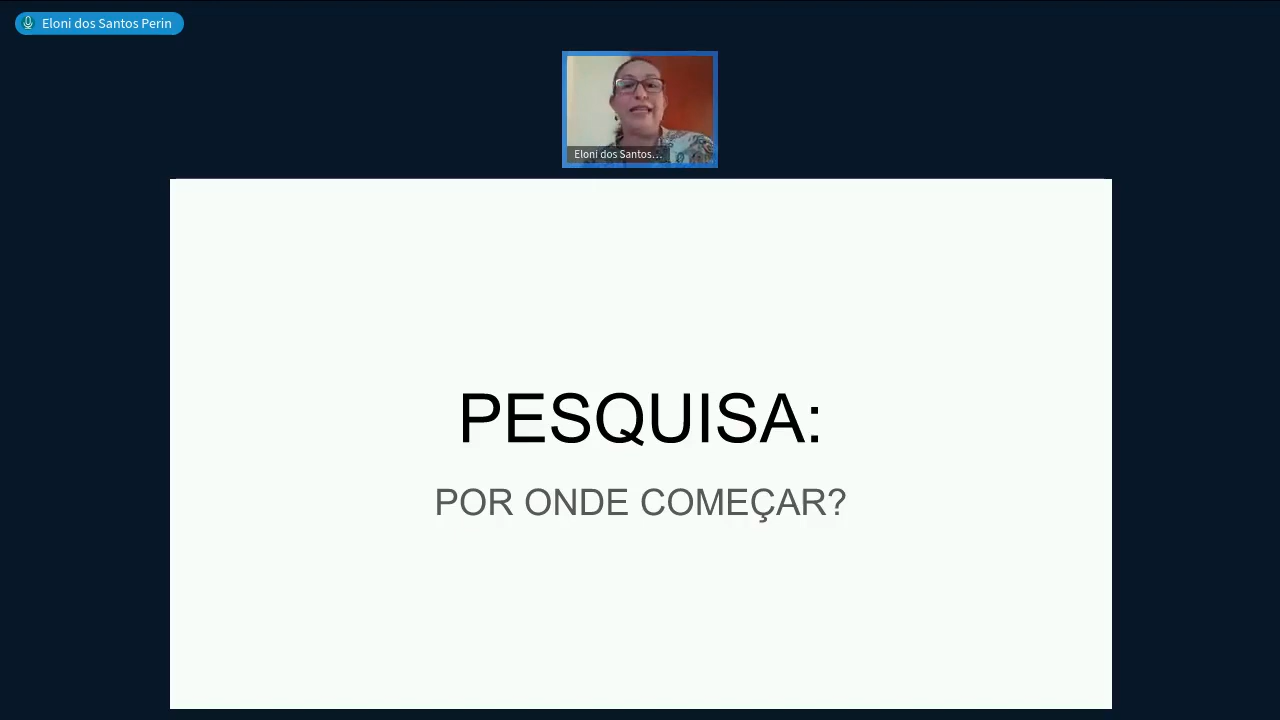 Eloni dos Santos Perin
Eloni dos Santos...
PESQUISA:
POR ONDE COMEÇAR?